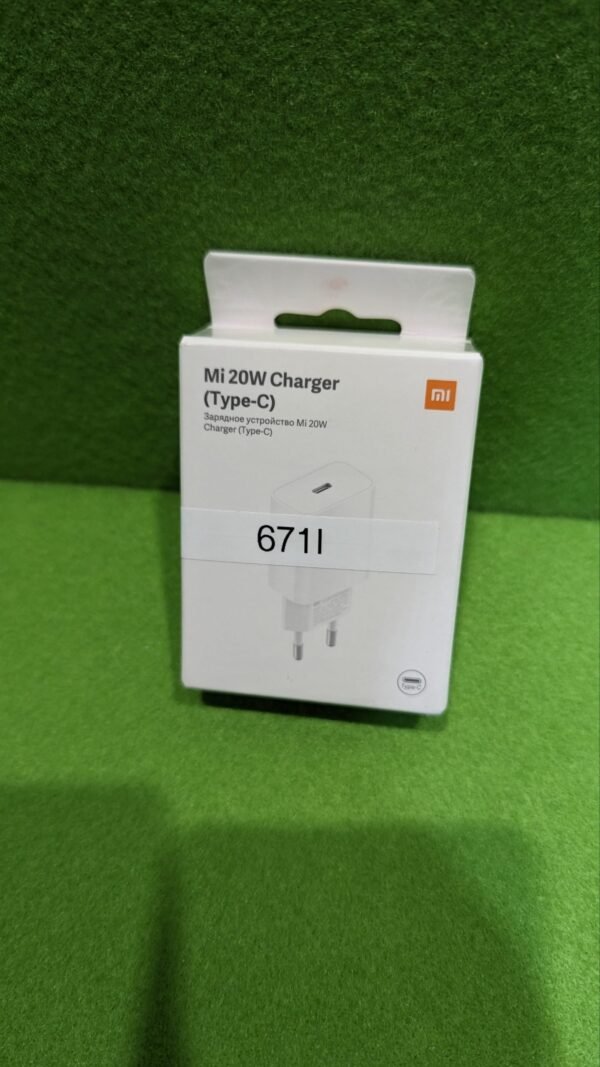 Mi 20W Charger
(Type-C)
Зарядное устройство Mi 20W
Charger (Type-C)
mi
671I
Type-C